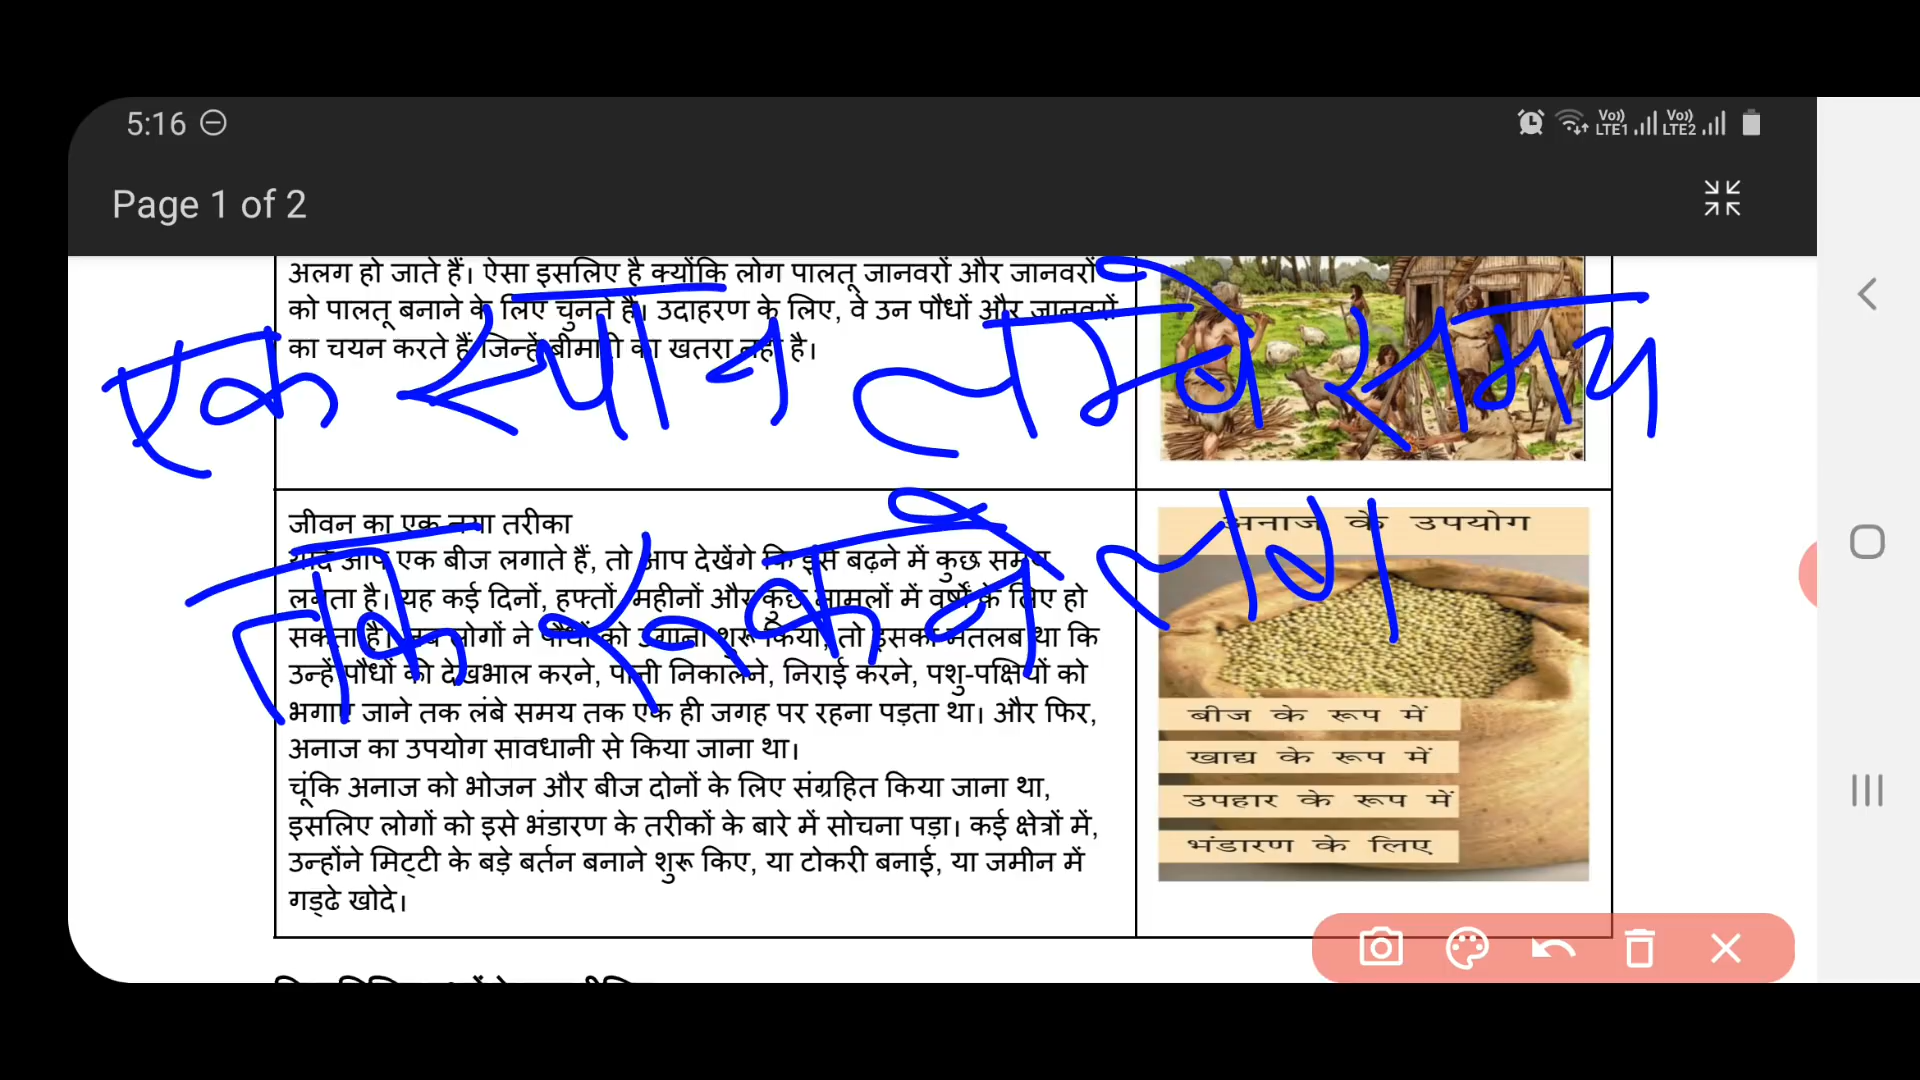 5:16
Vo)) LTE1 Vo)) LTE2
Page 1 of 2
अलग हो जाते हैं। ऐसा इसलिए है क्योंकि लोग पालतू जानवरों और जानवरों
को पालतू बनाने के लिए चुनते हैं। उदाहरण के लिए, वे उन पौधों और जानवरों
का चयन करते हैं जिन्हें बीमारी का खतरा नहीं है।
एक स्थान लम्बे समय
तक रुकने लगा
जीवन का एक नया तरीका
यदि आप एक बीज लगाते हैं, तो आप देखेंगे कि इसे बढ़ने में कुछ समय
लगता है। यह कई दिनों, हफ्तों, महीनों और कुछ मामलों में वर्षों के लिए हो
सकता है। जब लोगों ने पौधों को उगाना शुरू किया, तो इसका मतलब था कि
उन्हें पौधों की देखभाल करने, पानी निकालने, निराई करने, पशु-पक्षियों को
भगाए जाने तक लंबे समय तक एक ही जगह पर रहना पड़ता था। और फिर,
अनाज का उपयोग सावधानी से किया जाना था।
चूंकि अनाज को भोजन और बीज दोनों के लिए संग्रहित किया जाना था,
इसलिए लोगों को इसे भंडारण के तरीकों के बारे में सोचना पड़ा। कई क्षेत्रों में,
उन्होंने मिट्टी के बड़े बर्तन बनाने शुरू किए, या टोकरी बनाई, या जमीन में
गड्ढे खोदे।
अनाज के उपयोग
बीज के रूप में
खाद्य के रूप में
उपहार के रूप में
भंडारण के लिए